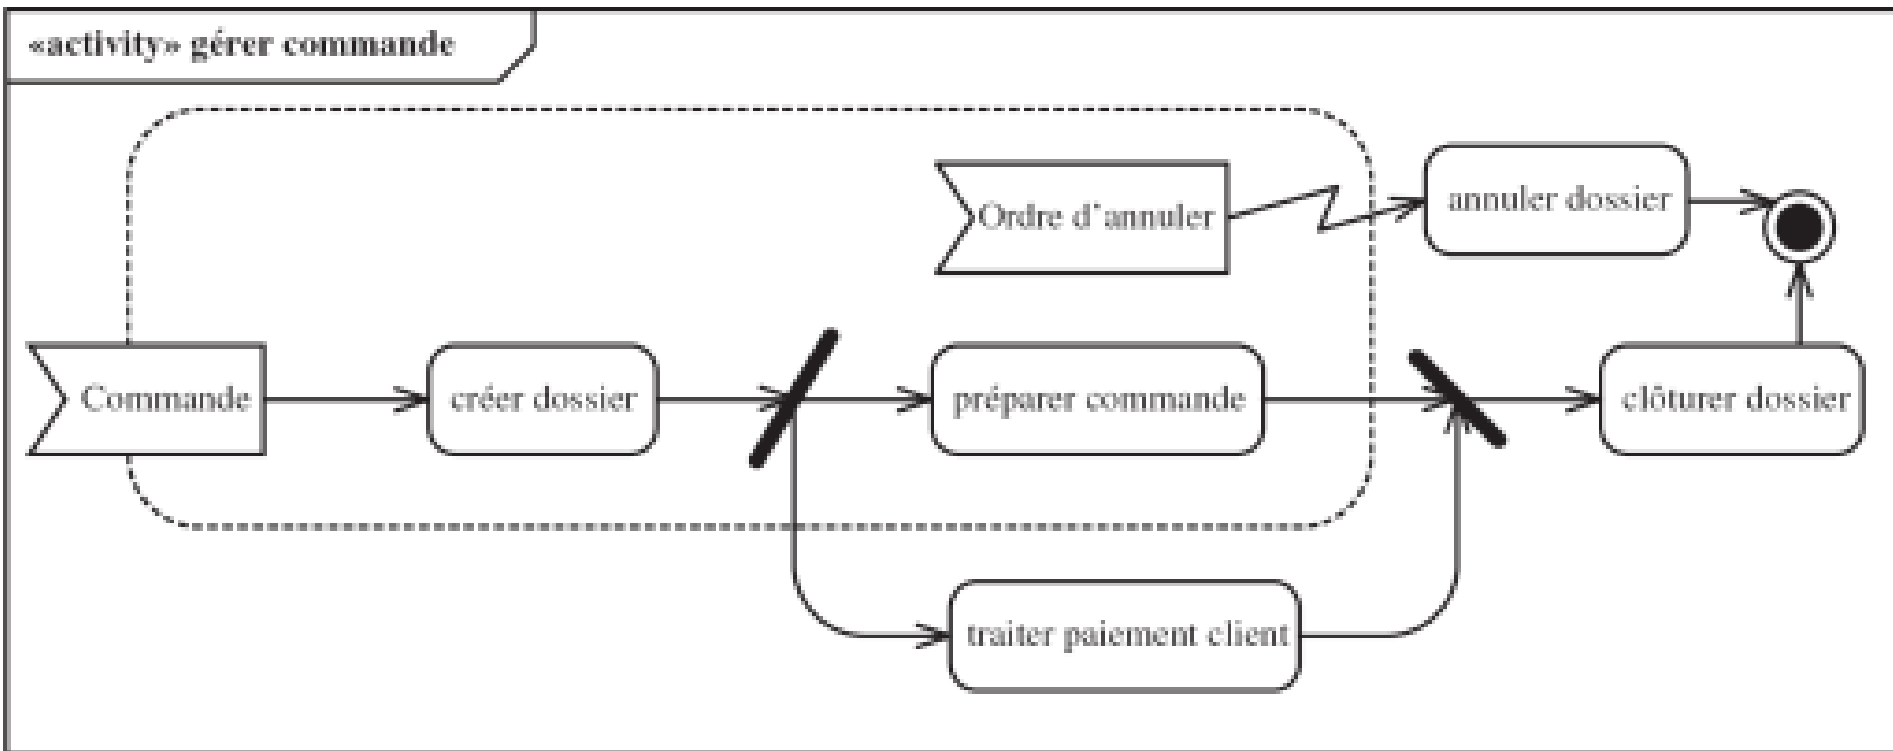 «activity» gérer commande
Ordre d'annuler
annuler dossier
Commande
créer dossier
préparer commande
clôturer dossier
traiter paiement client